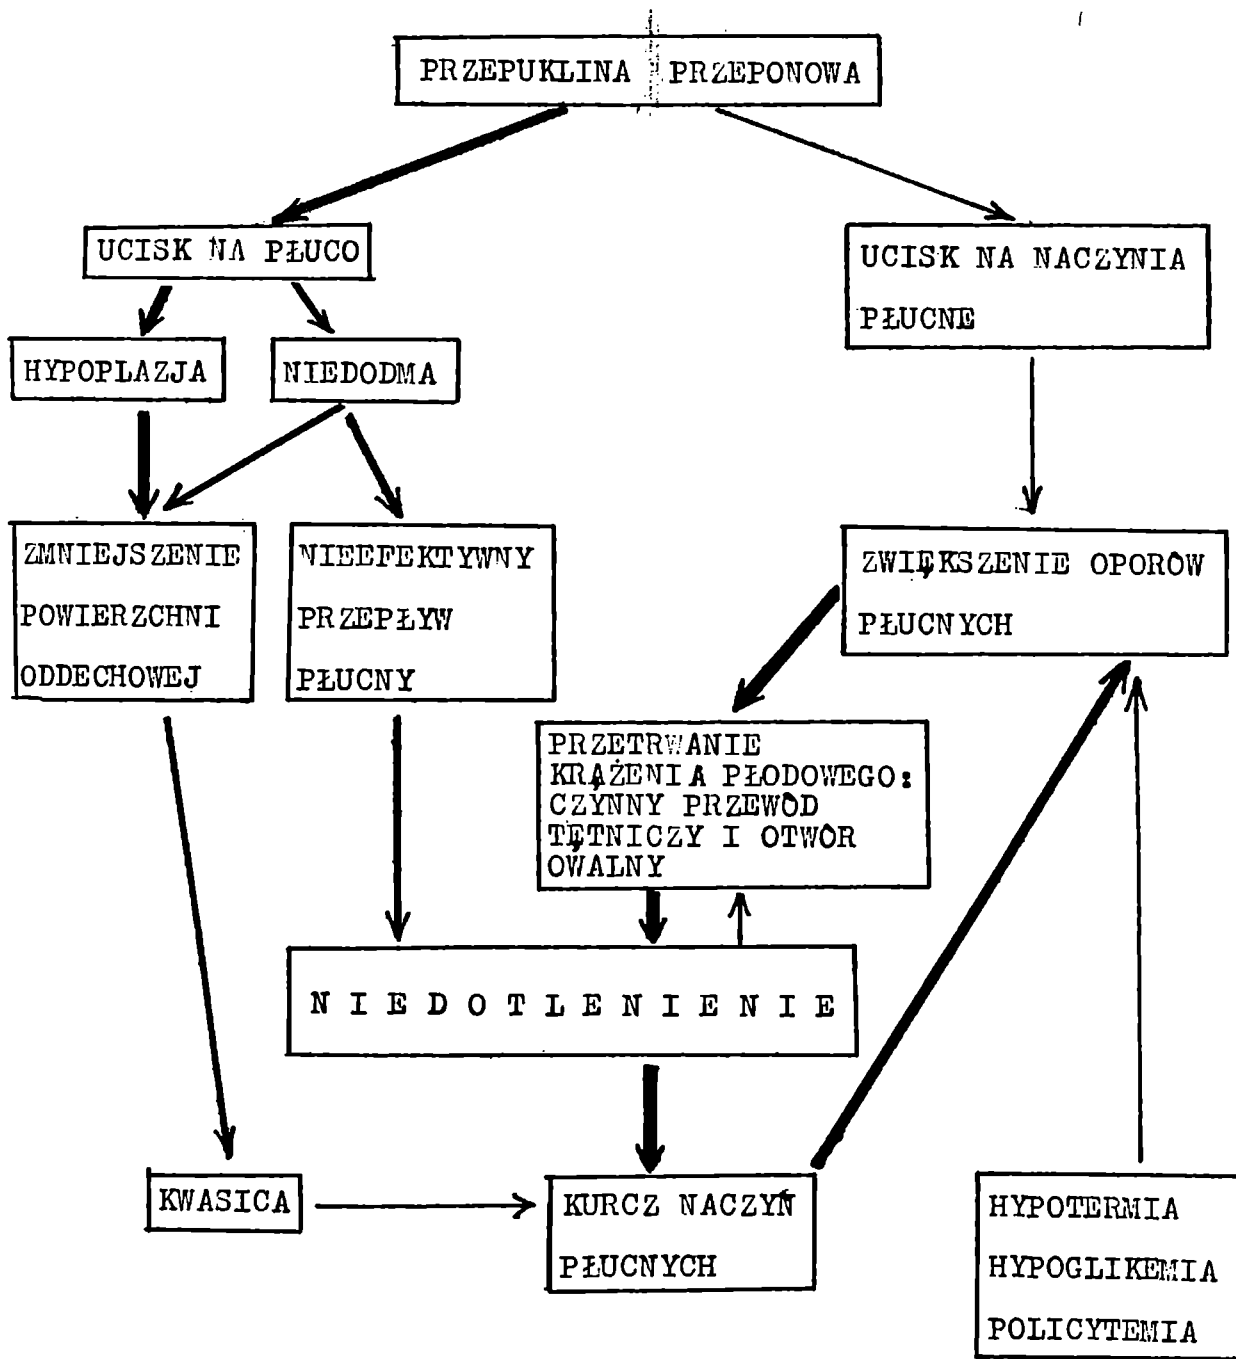 PRZEPUKLINA PRZEPONOWA
UCISK NA PŁUCO
UCISK NA NACZYNIA
PŁUCNE
HYPOPLAZJA
NIEDODMA
ZMNIEJSZENIE
POWIERZCHNI
ODDECHOWEJ
NIEEFEKTYWNY
PRZEPŁYW
PŁUCNY
ZWIĘKSZENIE OPORÓW
PŁUCNYCH
PRZETRWANIE
KRĄŻENIA PŁODOWEGO:
CZYNNY PRZEWÓD
TĘTNICZY I OTWÓR
OWALNY
NIEDOTLENIENIE
KWASICA
KURCZ NACZYŃ
PŁUCNYCH
HYPOTERMIA
HYPOGLIKEMIA
POLICYTEMIA